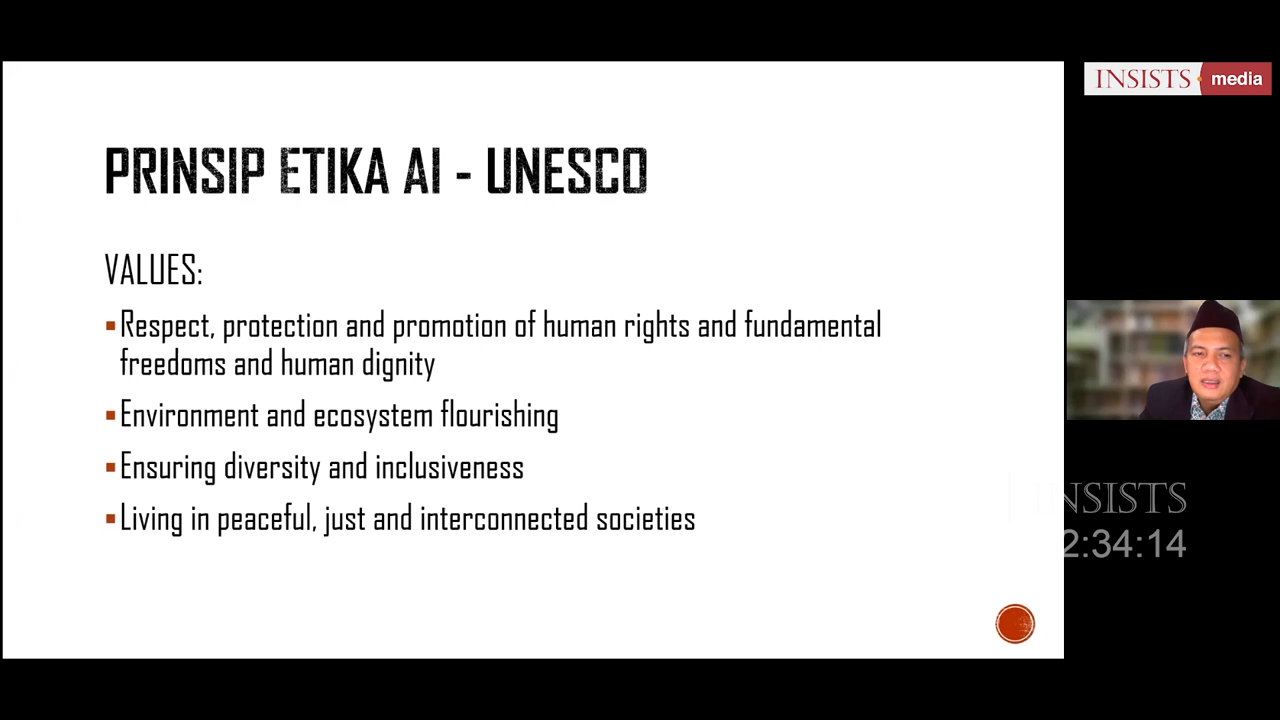 INSISTS media
PRINSIP ETIKA AI - UNESCO
VALUES:
Respect, protection and promotion of human rights and fundamental
freedoms and human dignity
Environment and ecosystem flourishing
Ensuring diversity and inclusiveness
Living in peaceful, just and interconnected societies
INSISTS
2:34:14